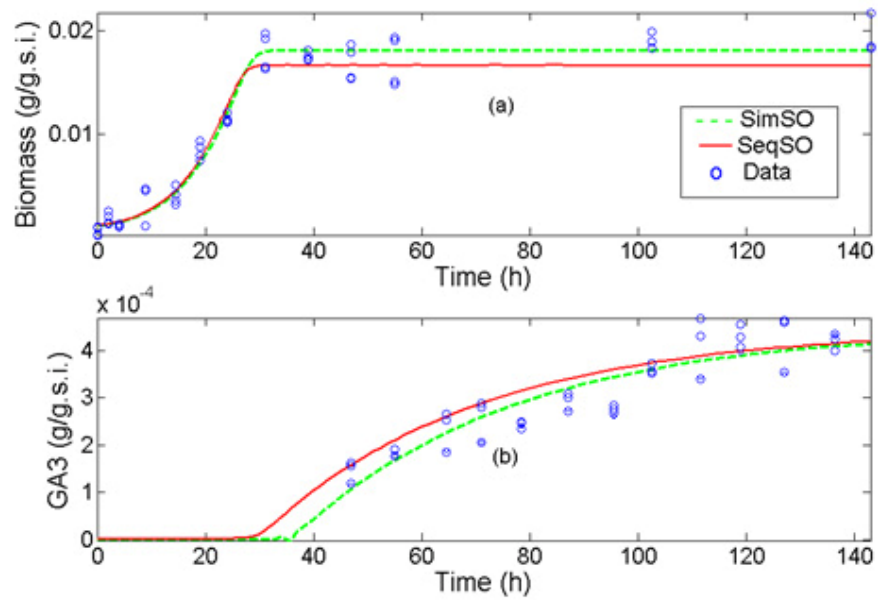 0.02
0.01
Biomass (g/g.s.i.)
(a)
SimSO
SeqSO
Data
0 20 40 60 80 100 120 140
Time (h)
x 10⁻⁴
4
3
2
1
0
GA3 (g/g.s.i.)
(b)
0 20 40 60 80 100 120 140
Time (h)